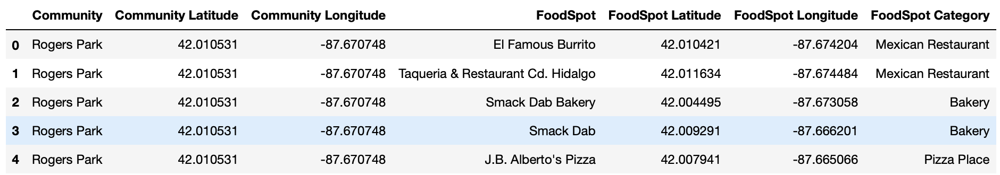 Community Community Latitude Community Longitude FoodSpot FoodSpot Latitude FoodSpot Longitude FoodSpot Category
0 Rogers Park 42.010531 -87.670748 El Famous Burrito 42.010421 -87.674204 Mexican Restaurant
1 Rogers Park 42.010531 -87.670748 Taqueria & Restaurant Cd. Hidalgo 42.011634 -87.674484 Mexican Restaurant
2 Rogers Park 42.010531 -87.670748 Smack Dab Bakery 42.004495 -87.673058 Bakery
3 Rogers Park 42.010531 -87.670748 Smack Dab 42.009291 -87.666201 Bakery
4 Rogers Park 42.010531 -87.670748 J.B. Alberto's Pizza 42.007941 -87.665066 Pizza Place